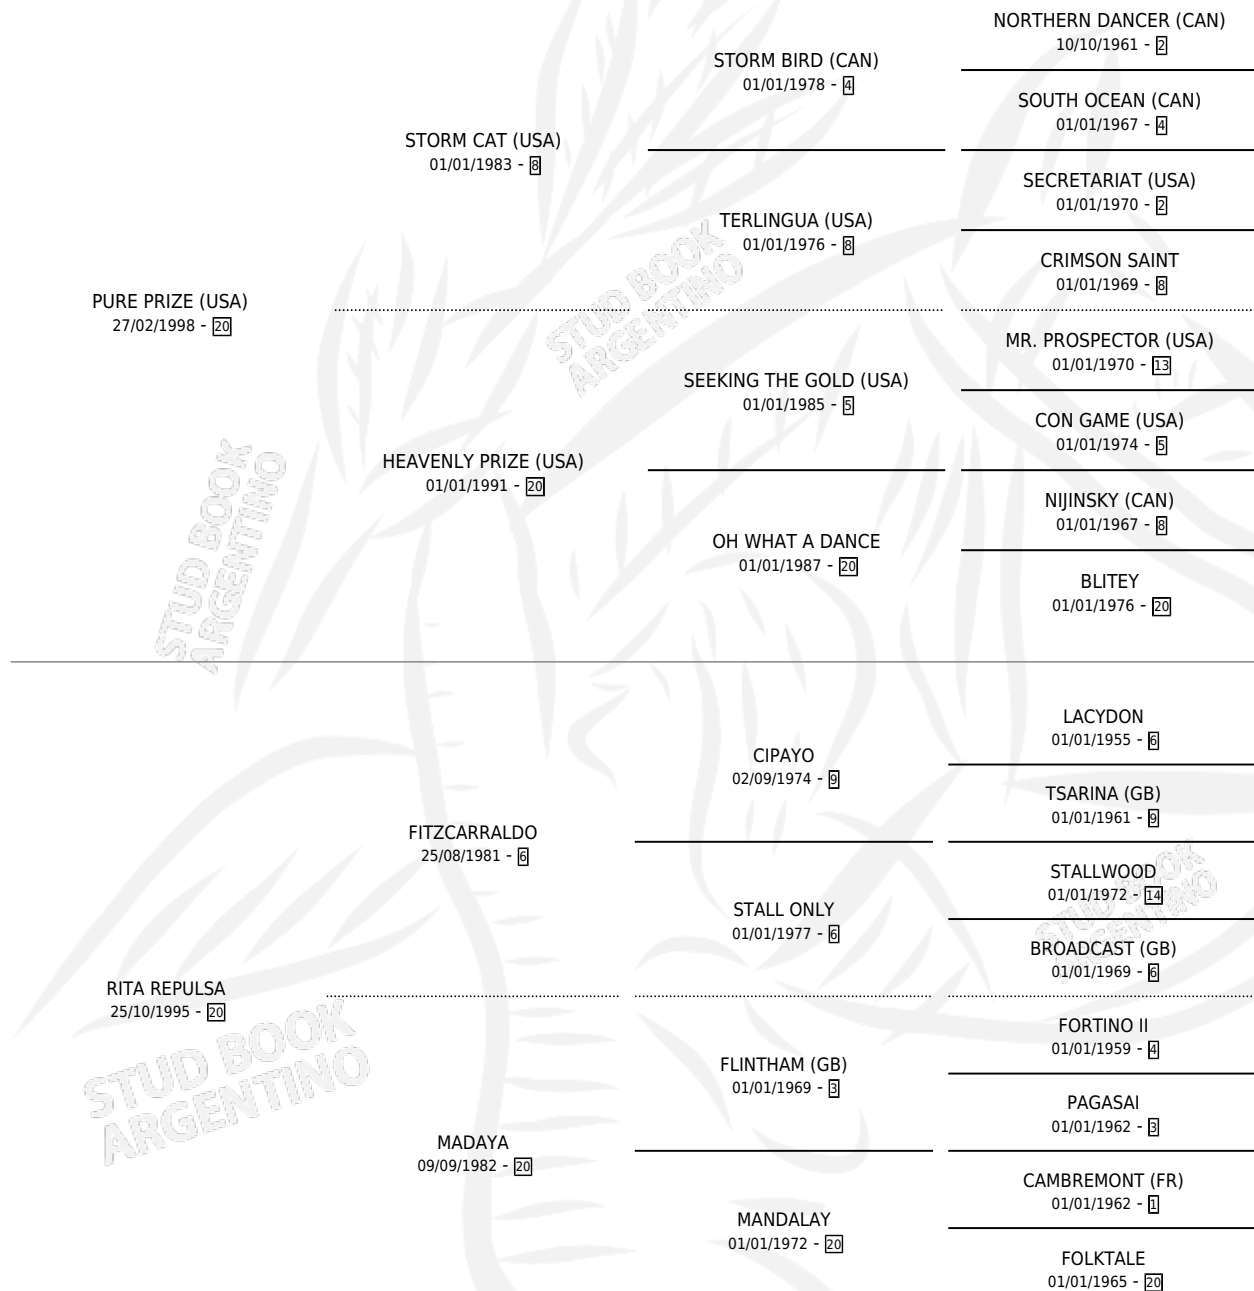 NORTHERN DANCER (CAN)
10/10/1961 - 2
STORM BIRD (CAN)
01/01/1978 - 4
SOUTH OCEAN (CAN)
01/01/1967 - 4
STORM CAT (USA)
01/01/1983 - 8
SECRETARIAT (USA)
01/01/1970 - 2
TERLINGUA (USA)
01/01/1976 - 8
CRIMSON SAINT
01/01/1969 - 8
PURE PRIZE (USA)
27/02/1998 - 20
MR. PROSPECTOR (USA)
01/01/1970 - 13
SEEKING THE GOLD (USA)
01/01/1985 - 5
CON GAME (USA)
01/01/1974 - 5
HEAVENLY PRIZE (USA)
01/01/1991 - 20
NIJINSKY (CAN)
01/01/1967 - 8
OH WHAT A DANCE
01/01/1987 - 20
BLITEY
01/01/1976 - 20
LACYDON
01/01/1955 - 6
CIPAYO
02/09/1974 - 9
TSARINA (GB)
01/01/1961 - 9
FITZCARRALDO
25/08/1981 - 6
STALLWOOD
01/01/1972 - 14
STALL ONLY
01/01/1977 - 6
BROADCAST (GB)
01/01/1969 - 6
RITA REPULSA
25/10/1995 - 20
FORTINO II
01/01/1959 - 4
FLINTHAM (GB)
01/01/1969 - 3
PAGASAI
01/01/1962 - 3
MADAYA
09/09/1982 - 20
CAMBREMONT (FR)
01/01/1962 - 1
MANDALAY
01/01/1972 - 20
FOLKTALE
01/01/1965 - 20
STUD BOOK
ARGENTINO
STUD BOOK
ARGENTINO
STUD BOOK
ARGENTINO
STUD BOOK
ARGENTINO